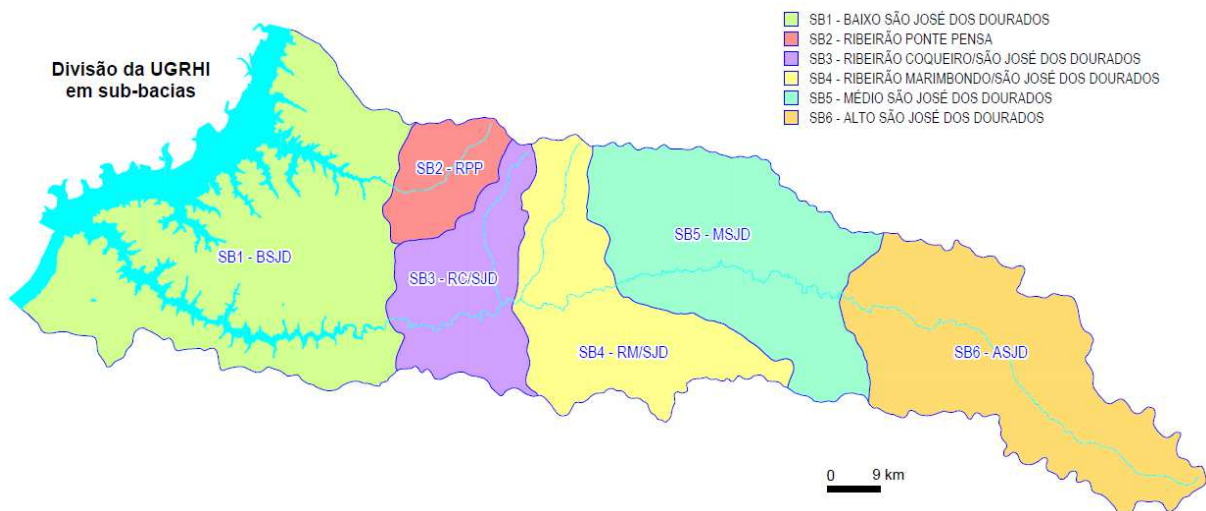 Divisão da UGRHI
em sub-bacias
SB1 - BAIXO SÃO JOSÉ DOS DOURADOS
SB2 - RIBEIRÃO PONTE PENSA
SB3 - RIBEIRÃO COQUEIRO/SÃO JOSÉ DOS DOURADOS
SB4 - RIBEIRÃO MARIMBONDO/SÃO JOSÉ DOS DOURADOS
SB5 - MÉDIO SÃO JOSÉ DOS DOURADOS
SB6 - ALTO SÃO JOSÉ DOS DOURADOS
SB2 - RPP
SB5 - MSJD
SB1 - BSJD
SB3 - RC/SJD
SB4 - RM/SJD
SB6 - ASJD
0 9 km